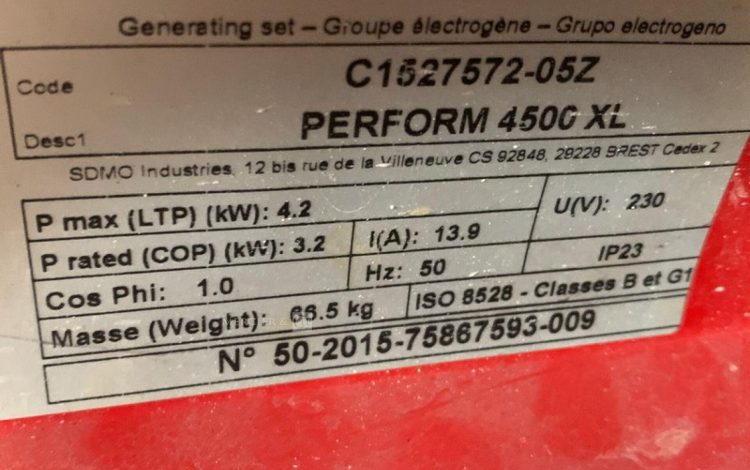 Generating set – Groupe électrogène – Grupo electrogeno
Code C1527572-05Z
Desc1 PERFORM 4500 XL
SDMO Industries, 12 bis rue de la Villeneuve CS 92848, 29228 BREST Cedex 2
P max (LTP) (kW): 4.2 U(V): 230
P rated (COP) (kW): 3.2 I(A): 13.9
Cos Phi: 1.0 Hz: 50 IP23
Masse (Weight): 66.5 kg ISO 8528 - Classes B et G1
N° 50-2015-75867593-009